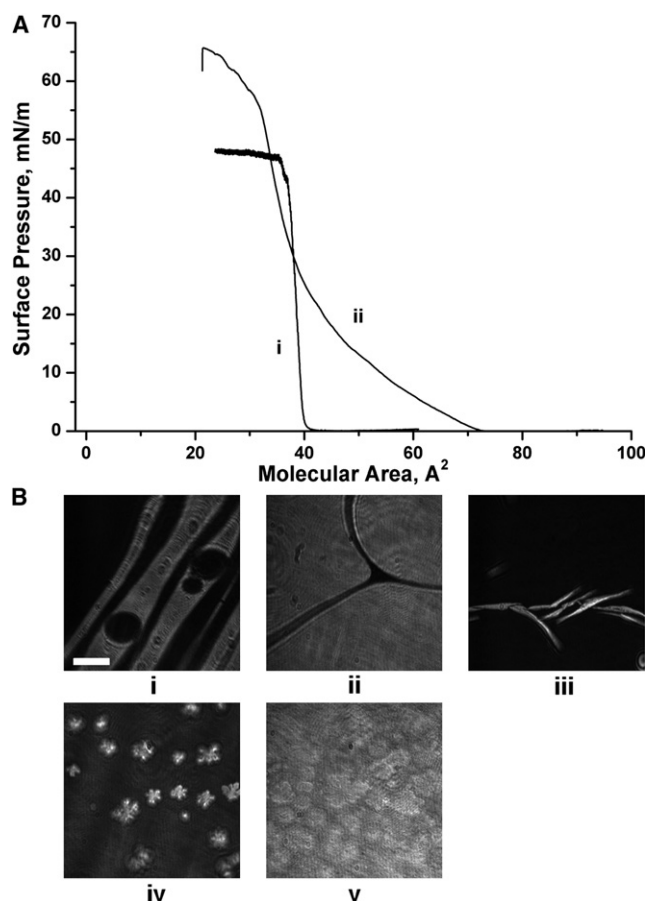 A
Surface Pressure, mN/m
70
60
50
40
30
20
10
0
i
ii
0 20 40 60 80 100
Molecular Area, A²
B
i
ii
iii
iv
v